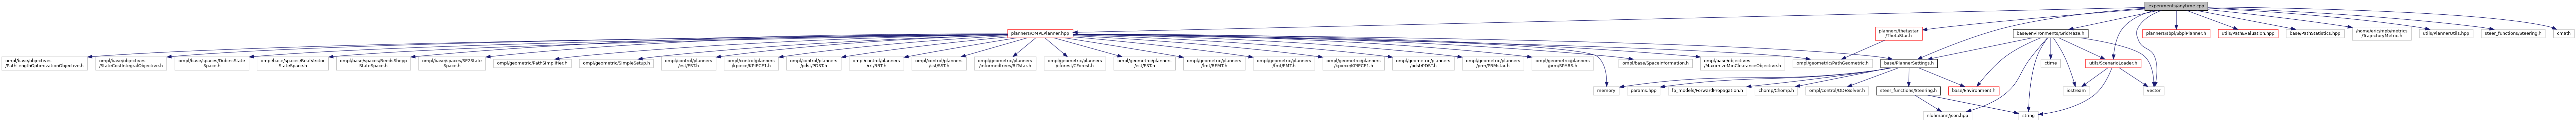 experiments/anytime.cpp
planners/OMPLPlanner.hpp
planners/thetastar
/ThetaStar.h
base/environments/GridMaze.h
planners/sbpl/SbplPlanner.h
utils/PathEvaluation.hpp
base/PathStatistics.hpp
/home/eric/mpb/metrics
/TrajectoryMetric.h
utils/PlannerUtils.hpp
steer_functions/Steering.h
cmath
ompl/base/objectives
/PathLengthOptimizationObjective.h
ompl/base/objectives
/StateCostIntegralObjective.h
ompl/base/spaces/DubinsState
Space.h
ompl/base/spaces/RealVector
StateSpace.h
ompl/base/spaces/ReedsShepp
StateSpace.h
ompl/base/spaces/SE2State
Space.h
ompl/geometric/PathSimplifier.h
ompl/geometric/SimpleSetup.h
ompl/control/planners
/est/EST.h
ompl/control/planners
/kpiece/KPIECE1.h
ompl/control/planners
/pdst/PDST.h
ompl/control/planners
/rrt/RRT.h
ompl/control/planners
/sst/SST.h
ompl/geometric/planners
/informedtrees/BITstar.h
ompl/geometric/planners
/cforest/CForest.h
ompl/geometric/planners
/est/EST.h
ompl/geometric/planners
/fmt/BFMT.h
ompl/geometric/planners
/fmt/FMT.h
ompl/geometric/planners
/kpiece/KPIECE1.h
ompl/geometric/planners
/pdst/PDST.h
ompl/geometric/planners
/prm/PRMstar.h
ompl/geometric/planners
/prm/SPARS.h
ompl/base/SpaceInformation.h
ompl/base/objectives
/MaximizeMinClearanceObjective.h
ompl/geometric/PathGeometric.h
base/PlannerSettings.h
ctime
utils/ScenarioLoader.h
memory
params.hpp
fp_models/ForwardPropagation.h
chomp/Chomp.h
ompl/control/ODESolver.h
steer_functions/Steering.h
base/Environment.h
iostream
vector
nlohmann/json.hpp
string